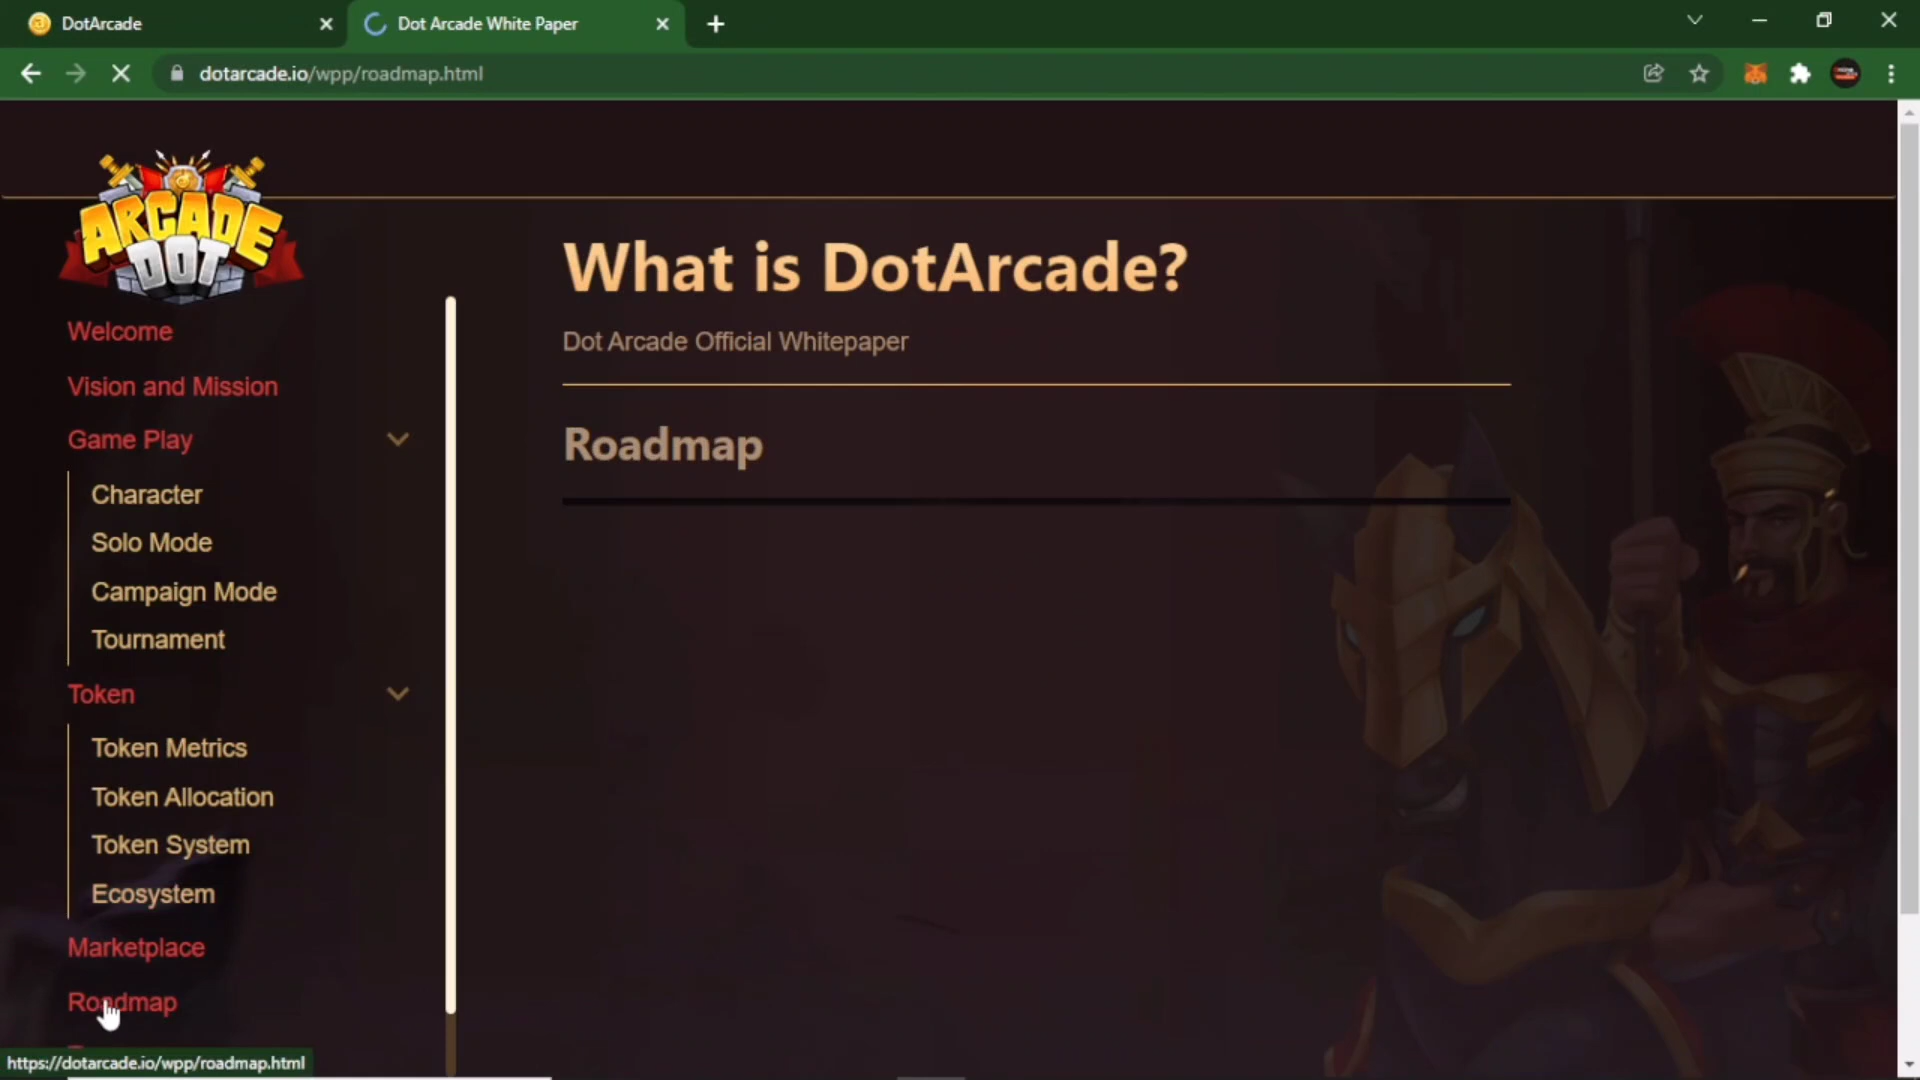 DotArcade
Dot Arcade White Paper
dotarcade.io/wpp/roadmap.html
ARCADE
DOT
What is DotArcade?
Dot Arcade Official Whitepaper
Roadmap
Welcome
Vision and Mission
Game Play
Character
Solo Mode
Campaign Mode
Tournament
Token
Token Metrics
Token Allocation
Token System
Ecosystem
Marketplace
Roadmap
https://dotarcade.io/wpp/roadmap.html